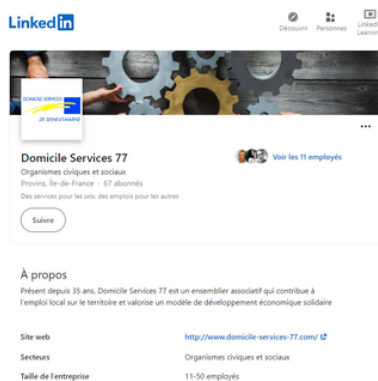 LinkedIn
Découvrir
Personnes
LinkedIn
Learnin
DOMICILE SERVICES
DE SEINE-ET-MARNE
Domicile Services 77
Voir les 11 employés
Organismes civiques et sociaux
Provins, Île-de-France · 67 abonnés
Des services pour les uns, des emplois pour les autres
Suivre
À propos
Présent depuis 35 ans, Domicile Services 77 est un ensemblier associatif qui contribue à
l'emploi local sur le territoire et valorise un modèle de développement économique solidaire
Site web
http://www.domicile-services-77.com/
Secteurs
Organismes civiques et sociaux
Taille de l'entreprise
11-50 employés